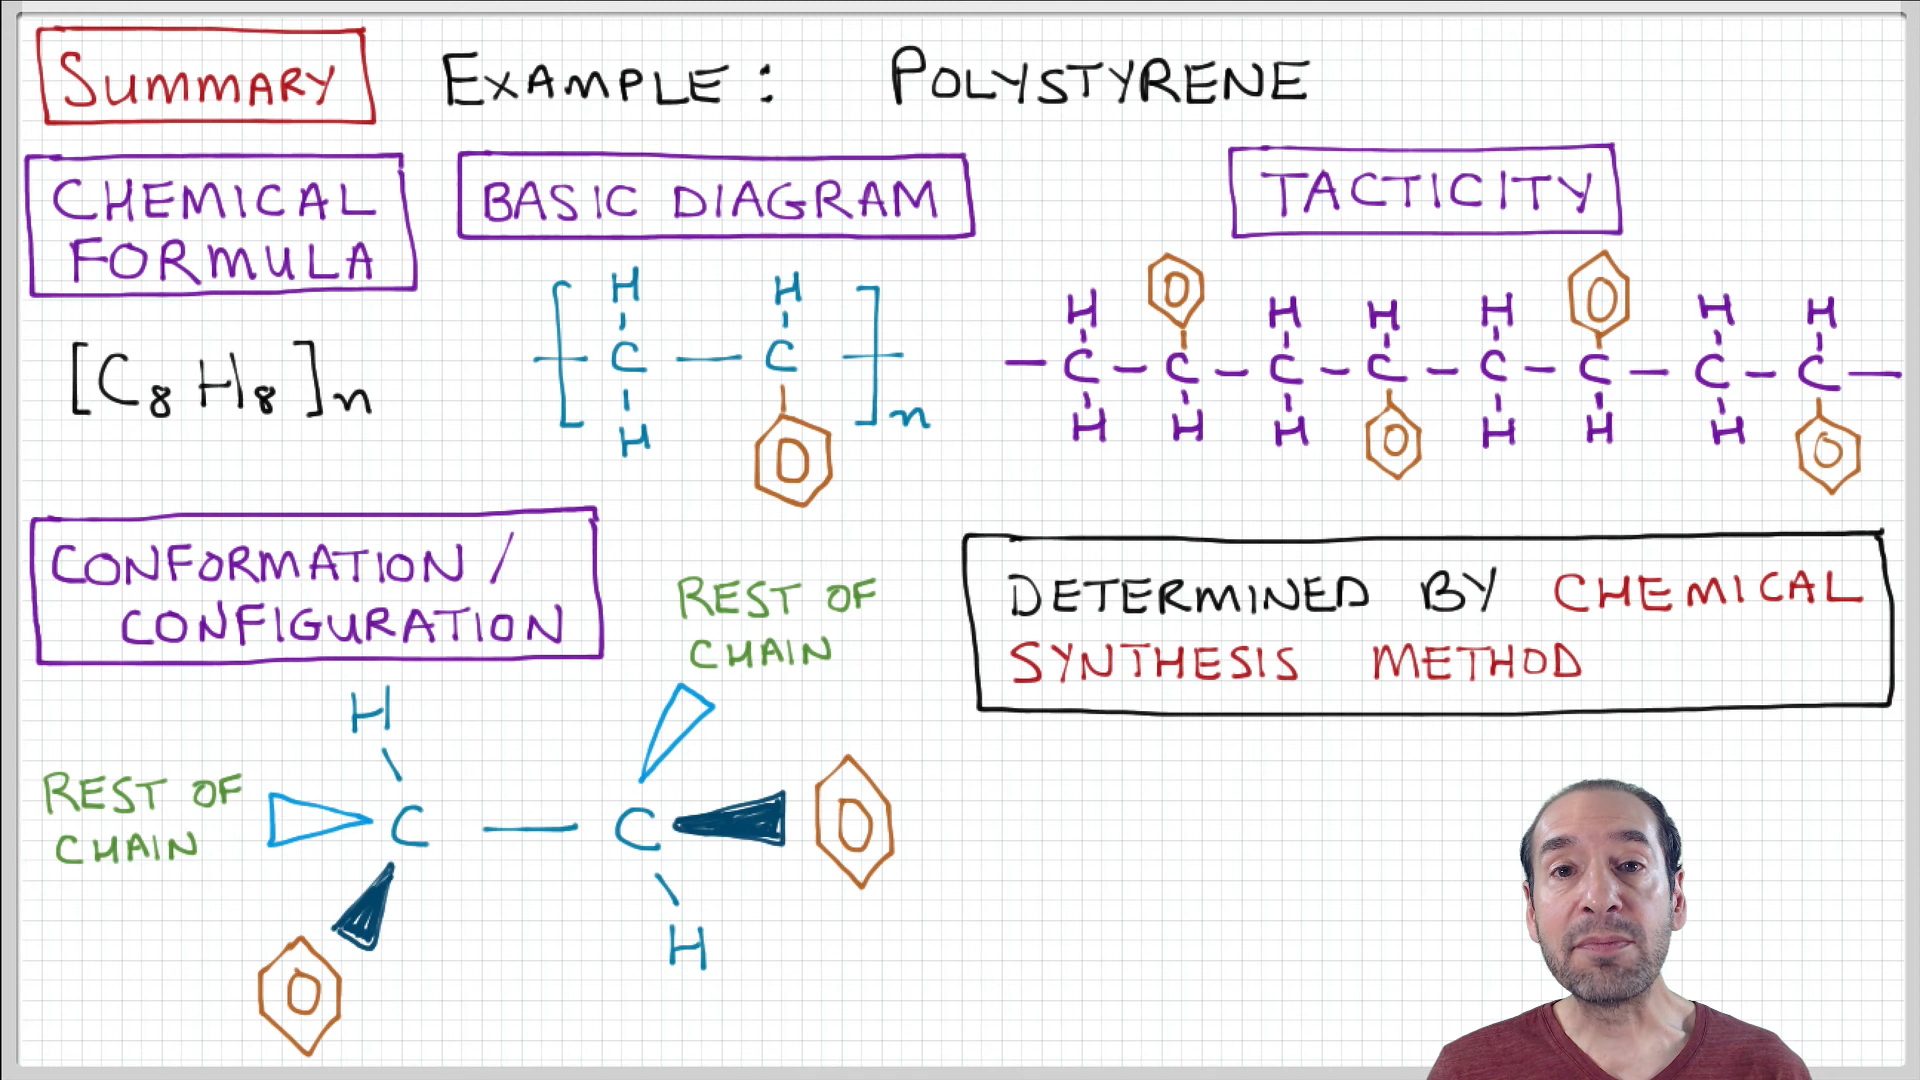 SUMMARY EXAMPLE: POLYSTYRENE
CHEMICAL
FORMULA
[C8H8]n
BASIC DIAGRAM
H H
C — C
H
n
TACTICITY
H H H H H H
— C — C — C — C — C — C — C — C —
H H H H H H
CONFORMATION /
CONFIGURATION
REST OF
CHAIN
H
REST OF
CHAIN
C — C
H
DETERMINED BY CHEMICAL
SYNTHESIS METHOD